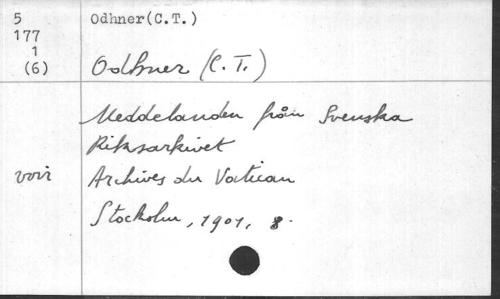 5 Odhner(C.T.)
177
1
(6) Odhner (C. T.)
Meddelanden från Svenska
Riksarkivet
voir Archives du Vatican
Stockholm, 1901, 8.